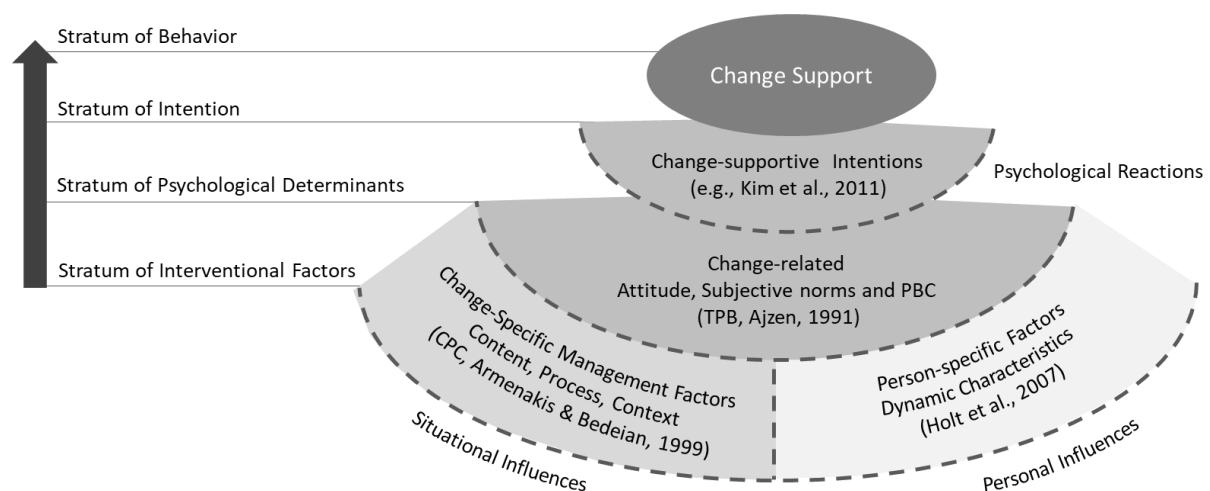 Stratum of Behavior
Change Support
Stratum of Intention
Change-supportive Intentions
(e.g., Kim et al., 2011)
Psychological Reactions
Stratum of Psychological Determinants
Stratum of Interventional Factors
Change-related
Attitude, Subjective norms and PBC
(TPB, Ajzen, 1991)
Change-Specific Management Factors
Content, Process, Context
(CPC, Armenakis & Bedeian, 1999)
Situational Influences
Person-specific Factors
Dynamic Characteristics
(Holt et al., 2007)
Personal Influences